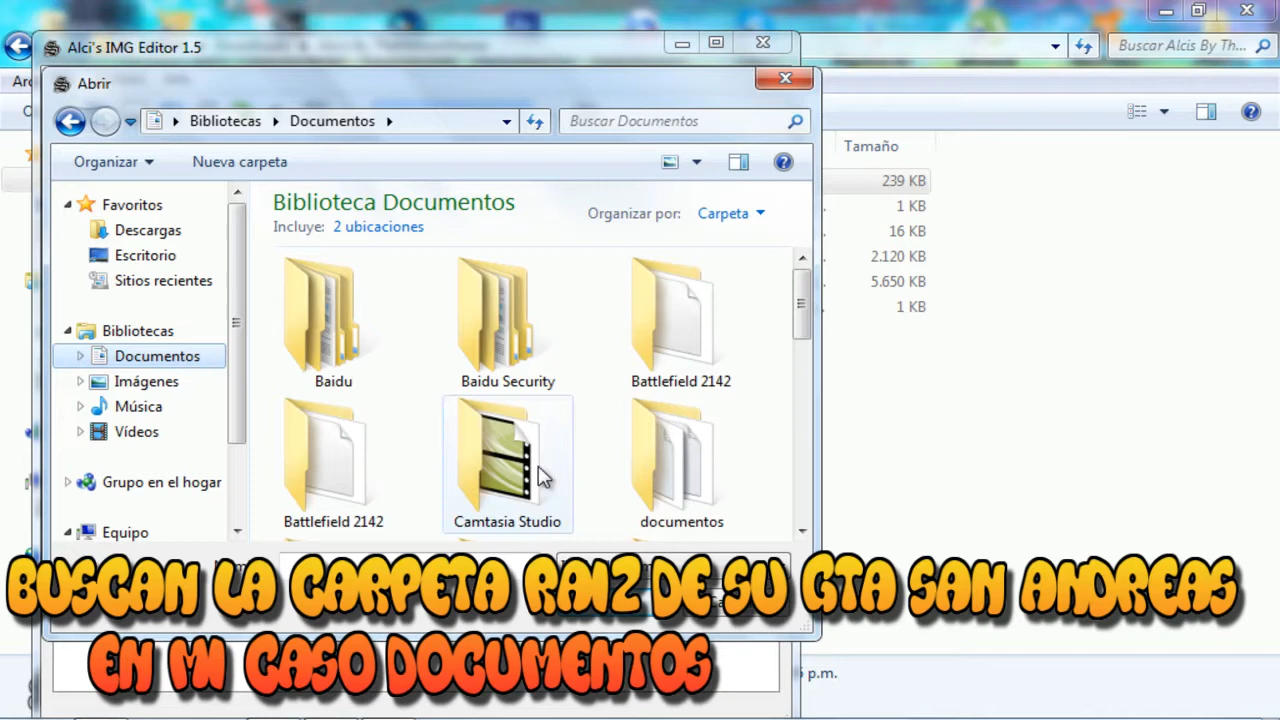 Alci's IMG Editor 1.5
Buscar Alcis By Th...
Abrir
Bibliotecas
Documentos
Buscar Documentos
Organizar
Nueva carpeta
Tamaño
Favoritos
Descargas
Escritorio
Sitios recientes
Bibliotecas
Documentos
Imágenes
Música
Vídeos
Grupo en el hogar
Equipo
Biblioteca Documentos
Incluye: 2 ubicaciones
Organizar por: Carpeta
Baidu
Baidu Security
Battlefield 2142
Battlefield 2142
Camtasia Studio
documentos
239 KB
1 KB
16 KB
2.120 KB
5.650 KB
1 KB
BUSCAN LA CARPETA RAIZ DE SU GTA SAN ANDREAS
EN MI CASO DOCUMENTOS
p.m.